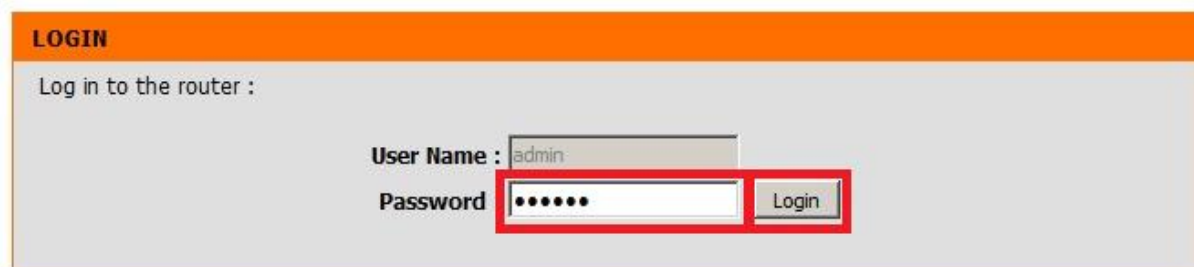 LOGIN
Log in to the router :
User Name : admin
Password ●●●●●● Login